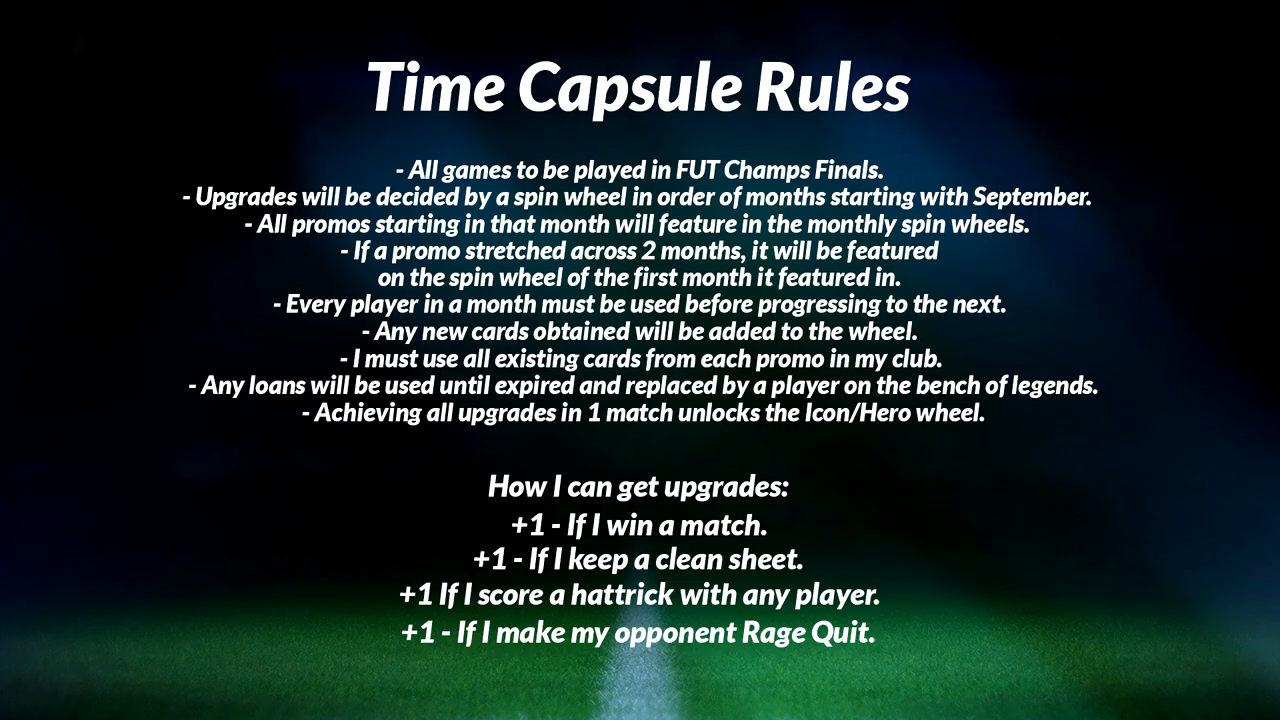 Time Capsule Rules
- All games to be played in FUT Champs Finals.
- Upgrades will be decided by a spin wheel in order of months starting with September.
- All promos starting in that month will feature in the monthly spin wheels.
- If a promo stretched across 2 months, it will be featured
on the spin wheel of the first month it featured in.
- Every player in a month must be used before progressing to the next.
- Any new cards obtained will be added to the wheel.
- I must use all existing cards from each promo in my club.
- Any loans will be used until expired and replaced by a player on the bench of legends.
- Achieving all upgrades in 1 match unlocks the Icon/Hero wheel.
How I can get upgrades:
+1 - If I win a match.
+1 - If I keep a clean sheet.
+1 If I score a hattrick with any player.
+1 - If I make my opponent Rage Quit.